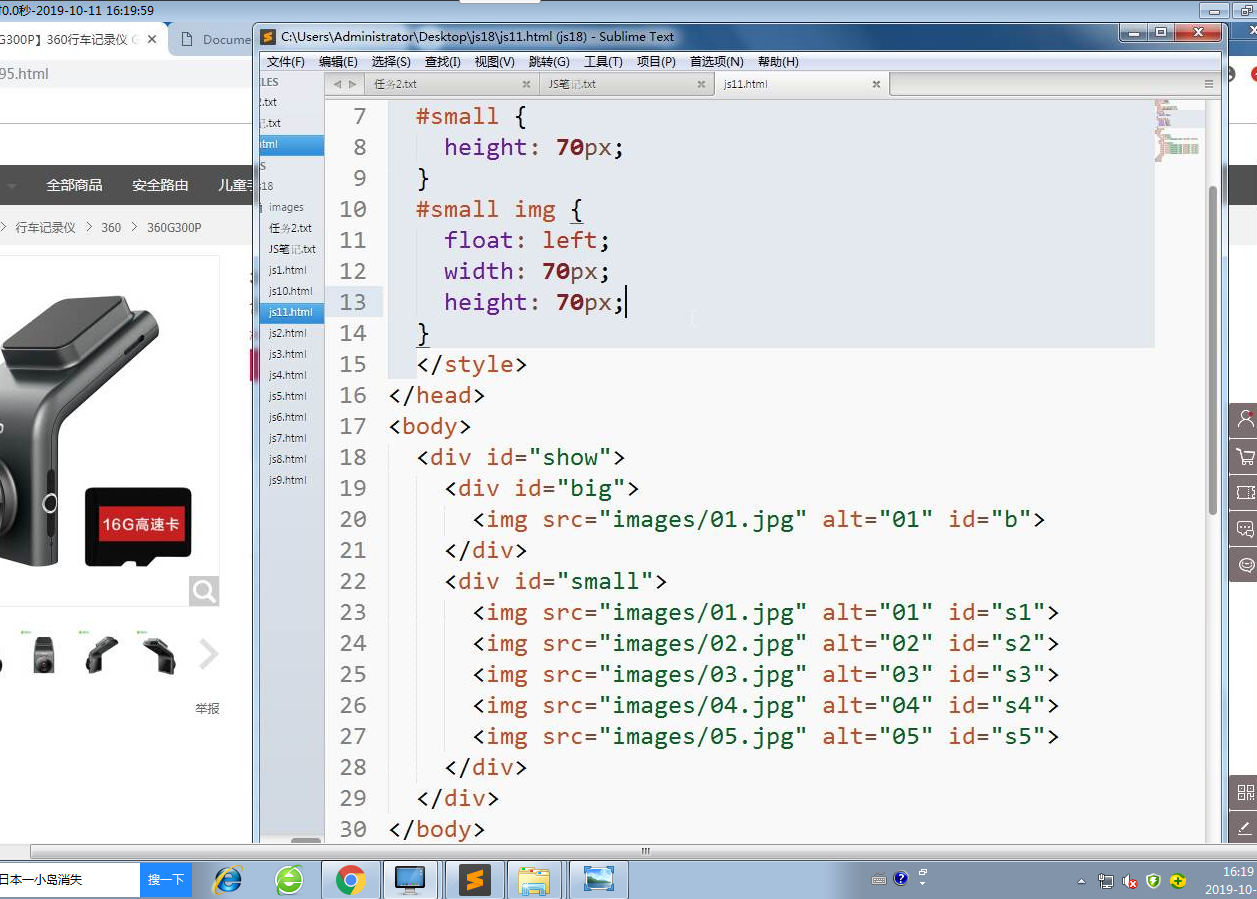 0.0秒-2019-10-11 16:19:59
G300P】360行车记录仪
Docume
95.html
C:\Users\Administrator\Desktop\js18\js11.html (js18) - Sublime Text
文件(F) 编辑(E) 选择(S) 查找(I) 视图(V) 跳转(G) 工具(T) 项目(P) 首选项(N) 帮助(H)
任务2.txt
JS笔记.txt
js11.html
全部商品 安全路由 儿童手
行车记录仪 > 360 > 360G300P
16G高速卡
举报
LES
2.txt
记.txt
html
S
s18
images
任务2.txt
JS笔记.txt
js1.html
js10.html
js11.html
js2.html
js3.html
js4.html
js5.html
js6.html
js7.html
js8.html
js9.html
7 #small {
8 height: 70px;
9 }
10 #small img {
11 float: left;
12 width: 70px;
13 height: 70px;
14 }
15 </style>
16 </head>
17 <body>
18 <div id="show">
19 <div id="big">
20 <img src="images/01.jpg" alt="01" id="b">
21 </div>
22 <div id="small">
23 <img src="images/01.jpg" alt="01" id="s1">
24 <img src="images/02.jpg" alt="02" id="s2">
25 <img src="images/03.jpg" alt="03" id="s3">
26 <img src="images/04.jpg" alt="04" id="s4">
27 <img src="images/05.jpg" alt="05" id="s5">
28 </div>
29 </div>
30 </body>
日本一小岛消失
搜一下
16:19
2019-10-